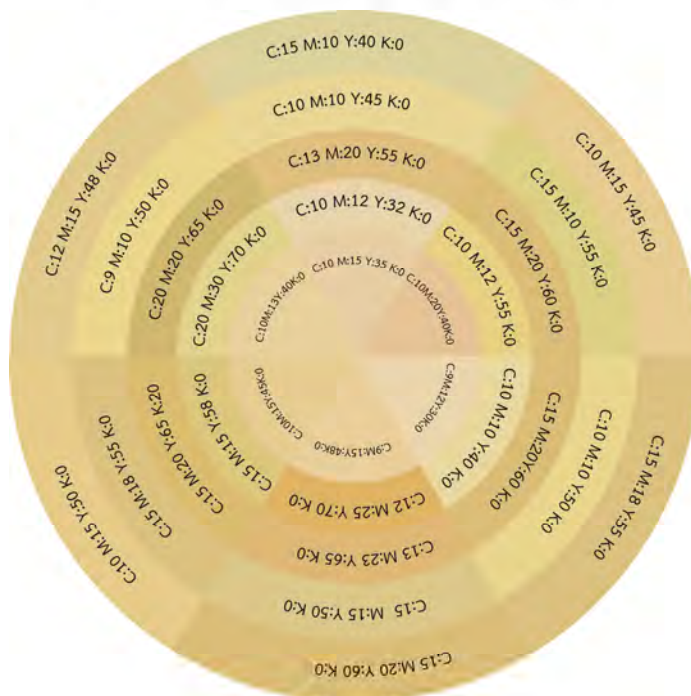 C:15 M:10 Y:40 K:0
C:10 M:15 Y:45 K:0
C:15 M:18 Y:55 K:0
C:15 M:20 Y:60 K:0
C:10 M:15 Y:50 K:0
C:12 M:15 Y:48 K:0
C:10 M:10 Y:45 K:0
C:15 M:10 Y:55 K:0
C:10 M:10 Y:50 K:0
C:15 M:15 Y:50 K:0
C:15 M:18 Y:55 K:0
C:9 M:10 Y:50 K:0
C:13 M:20 Y:55 K:0
C:15 M:20 Y:60 K:0
C:15 M:20Y:60 K:0
C:13 M:23 Y:65 K:0
C:15 M:20 Y:65 K:20
C:20 M:20 Y:65 K:0
C:10 M:12 Y:32 K:0
C:10 M:12 Y:55 K:0
C:10 M:10 Y:40 K:0
C:12 M:25 Y:70 K:0
C:15 M:15 Y:58 K:0
C:20 M:30 Y:70 K:0
C:10 M:15 Y:35 K:0
C:10M:20Y:40K:0
C:9M:12Y:30K:0
C:9M:15Y:48K:0
C:10M:15Y:45K:0
C:10M:13Y:40K:0